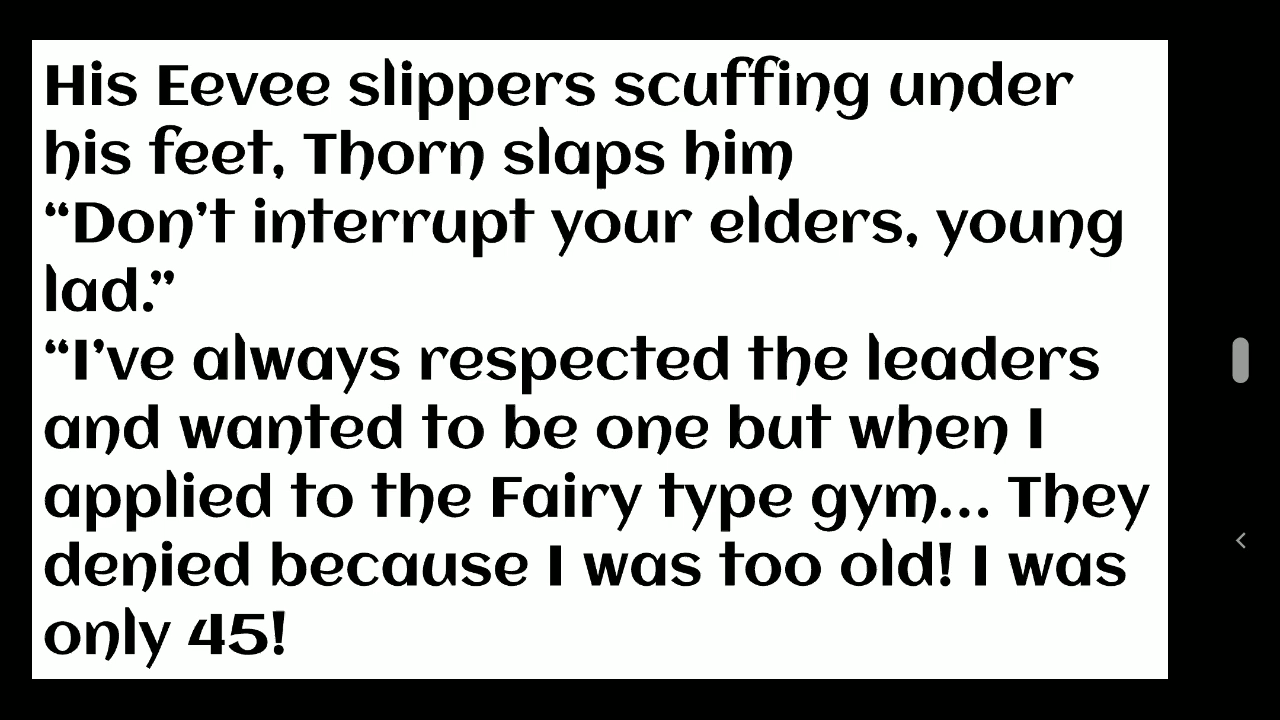 His Eevee slippers scuffing under
his feet, Thorn slaps him
“Don’t interrupt your elders, young
lad.”
“I’ve always respected the leaders
and wanted to be one but when I
applied to the Fairy type gym... They
denied because I was too old! I was
only 45!